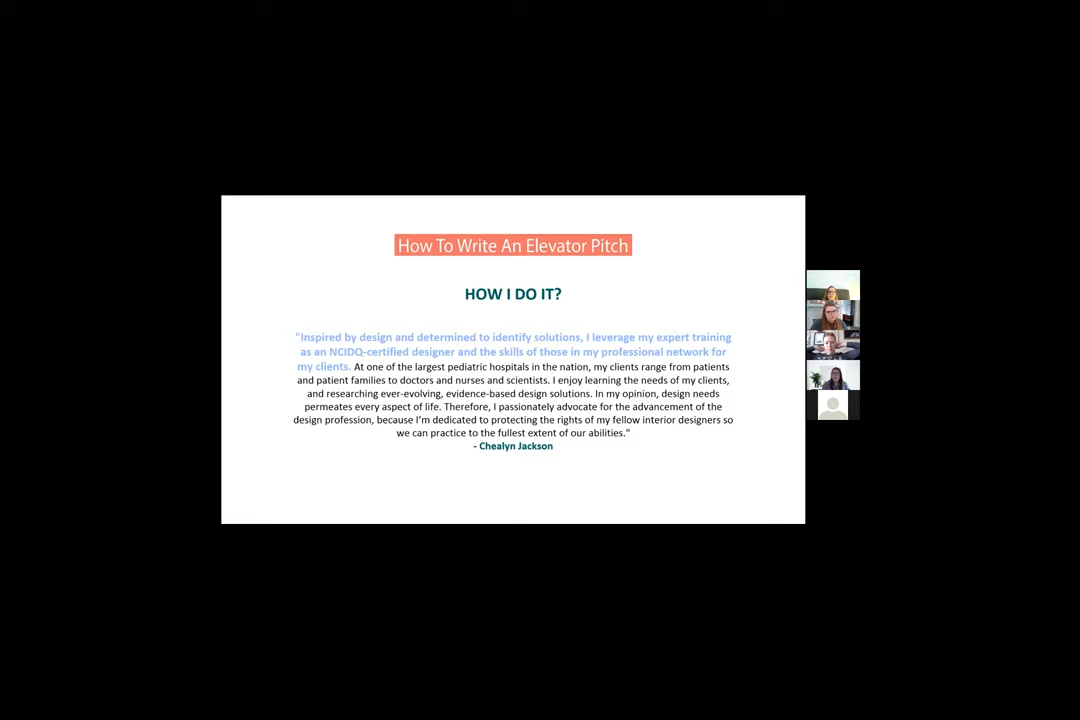 How To Write An Elevator Pitch
HOW I DO IT?
"Inspired by design and determined to identify solutions, I leverage my expert training
as an NCIDQ-certified designer and the skills of those in my professional network for
my clients. At one of the largest pediatric hospitals in the nation, my clients range from patients
and patient families to doctors and nurses and scientists. I enjoy learning the needs of my clients,
and researching ever-evolving, evidence-based design solutions. In my opinion, design needs
permeates every aspect of life. Therefore, I passionately advocate for the advancement of the
design profession, because I'm dedicated to protecting the rights of my fellow interior designers so
we can practice to the fullest extent of our abilities."
- Chealyn Jackson